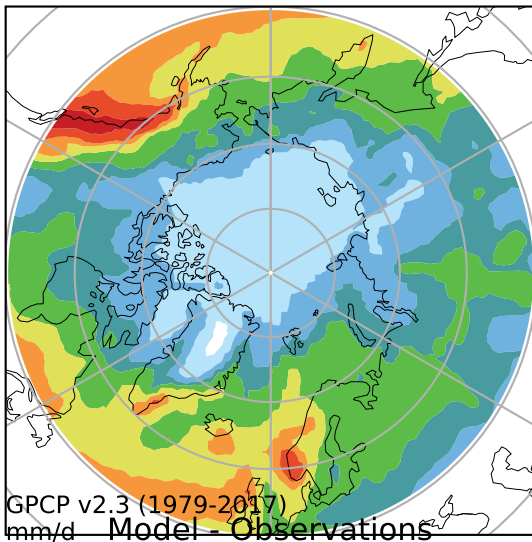 GPCP v2.3 (1979-2017)
mm/d Model - Observations